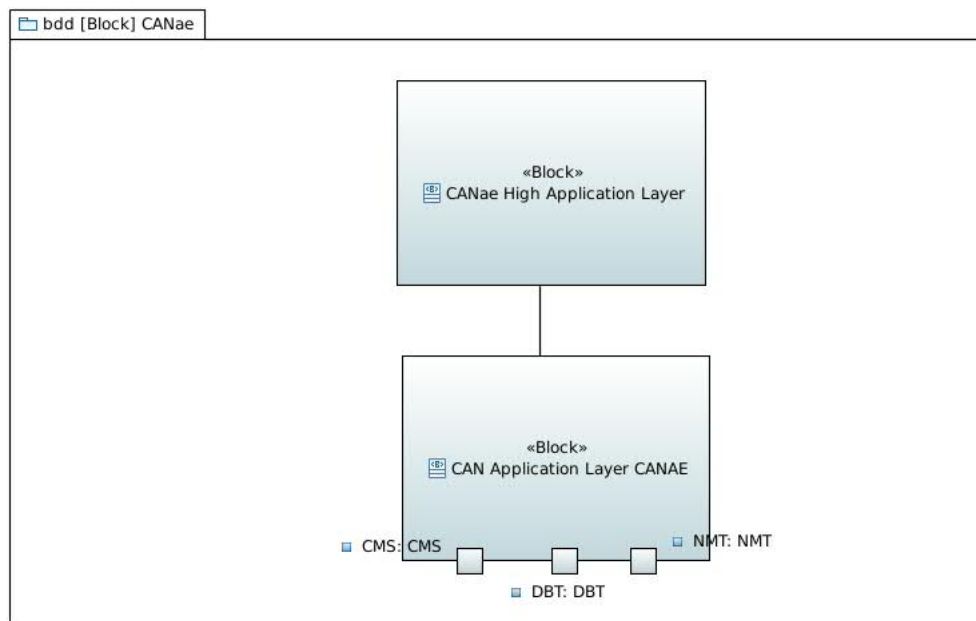 bdd [Block] CANae
«Block»
CANae High Application Layer
«Block»
CAN Application Layer CANAE
CMS: CMS
NMT: NMT
DBT: DBT